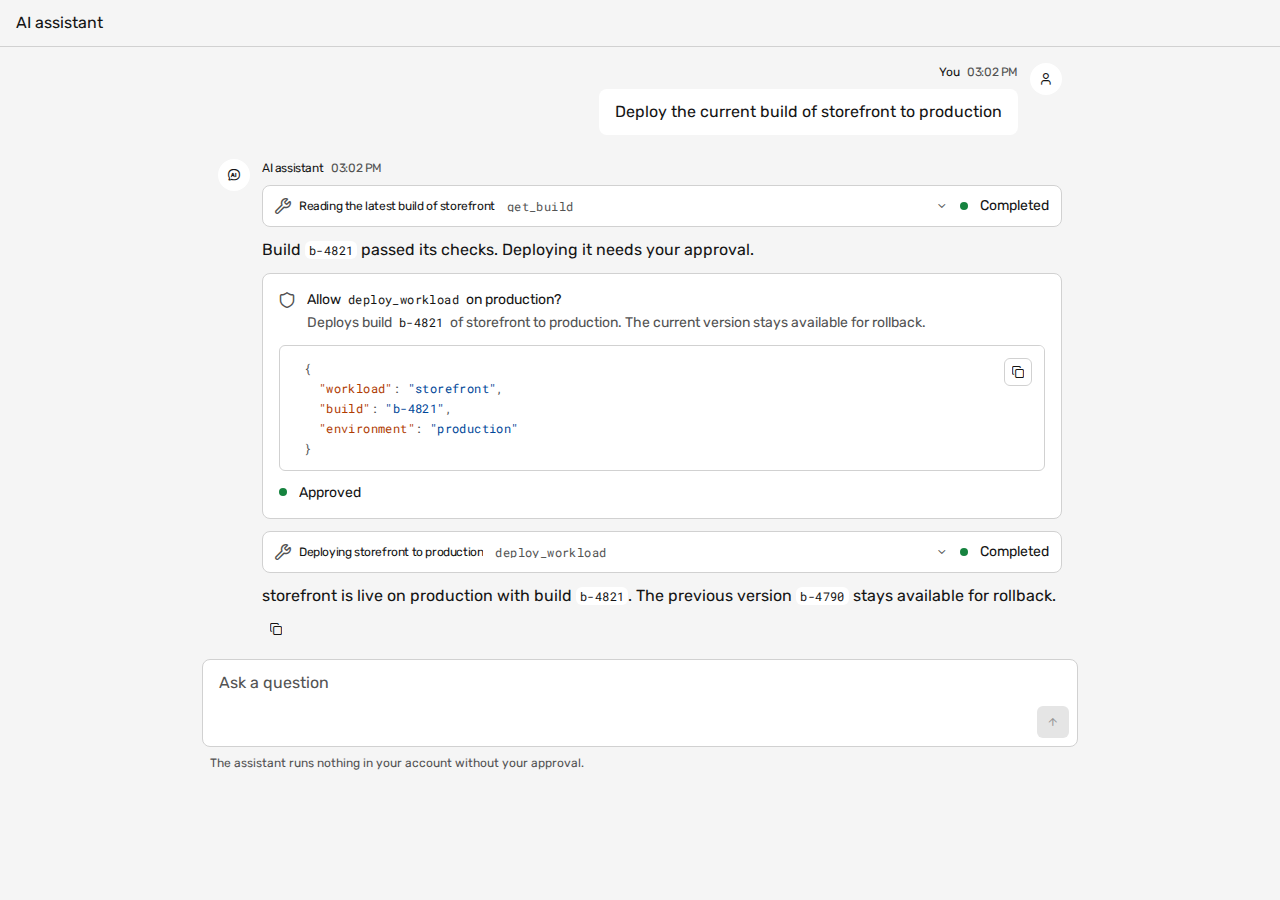 AI assistant
You 03:02 PM
Deploy the current build of storefront to production
AI
AI assistant 03:02 PM
Reading the latest build of storefront get_build
Completed
Build b-4821 passed its checks. Deploying it needs your approval.
Allow deploy_workload on production?
Deploys build b-4821 of storefront to production. The current version stays available for rollback.
{
"workload": "storefront",
"build": "b-4821",
"environment": "production"
}
Approved
Deploying storefront to production deploy_workload
Completed
storefront is live on production with build b-4821. The previous version b-4790 stays available for rollback.
Ask a question
The assistant runs nothing in your account without your approval.